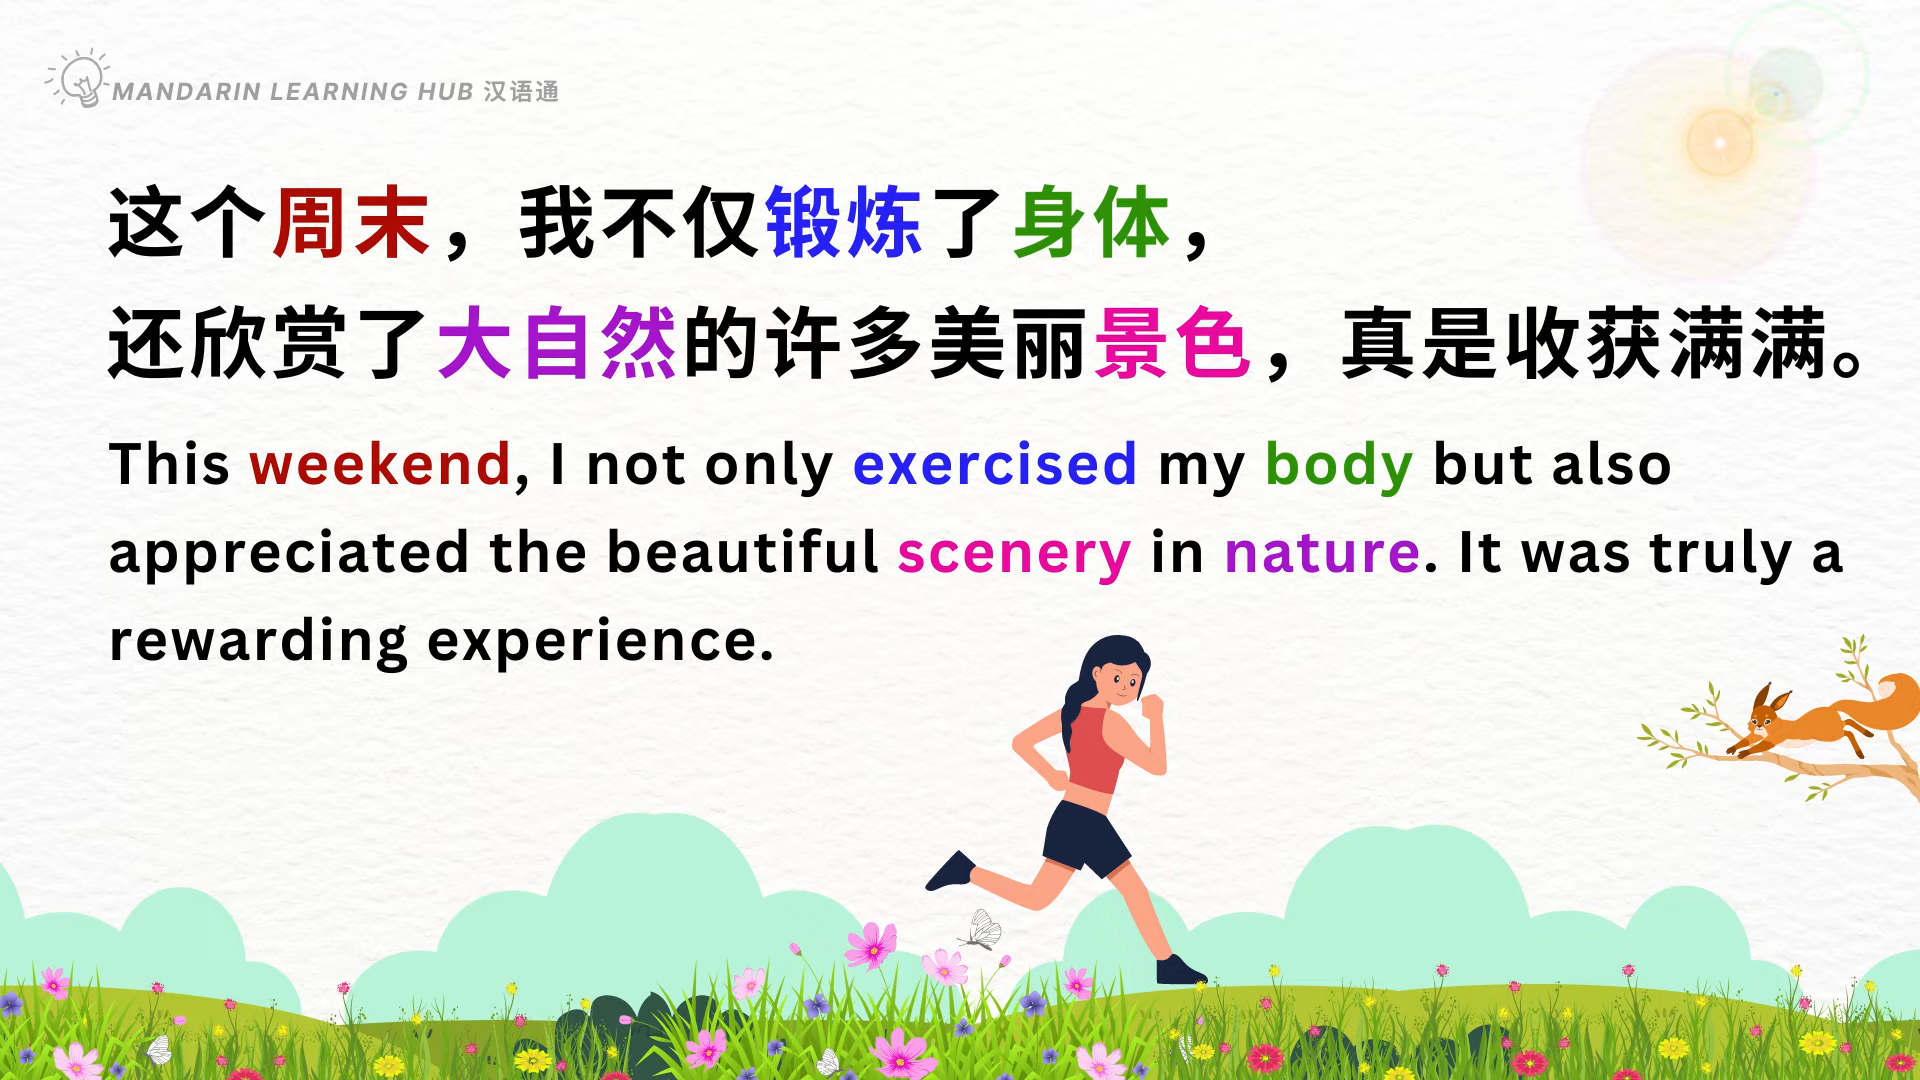 MANDARIN LEARNING HUB 汉语通
这个周末，我不仅锻炼了身体，
还欣赏了大自然的许多美丽景色，真是收获满满。
This weekend, I not only exercised my body but also
appreciated the beautiful scenery in nature. It was truly a
rewarding experience.